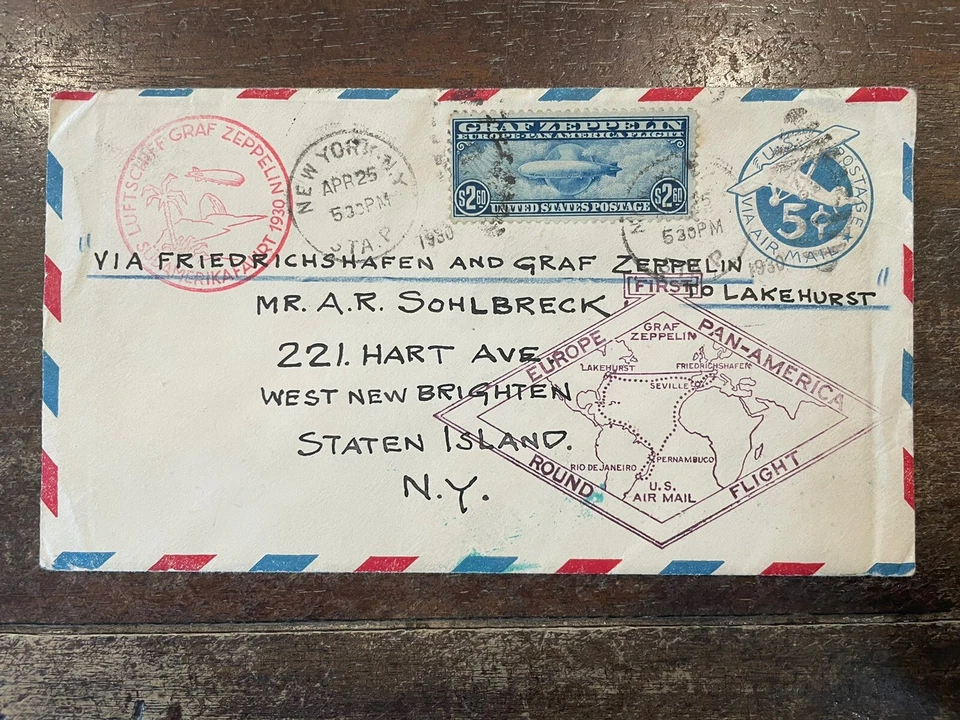 LUFTSCHIFF GRAF ZEPPELIN
SÜDAMERIKAFAHRT 1930
NEW YORK, N.Y.
APR 25
530 PM
STA. P
1930
GRAF ZEPPELIN
EUROPE-PAN AMERICA FLIGHT
$2 60
$2 60
UNITED STATES POSTAGE
N
5
530 PM
P
1930
U.S. POSTAGE
5¢
VIA AIR MAIL
"VIA FRIEDRICHSHAFEN AND GRAF ZEPPELIN
TO LAKEHURST"
MR. A.R. SOHLBRECK
221. HART AVE.
WEST NEW BRIGHTEN
STATEN ISLAND.
N.Y.
FIRST
EUROPE PAN-AMERICA
GRAF
ZEPPELIN
LAKEHURST
FRIEDRICHSHAFEN
SEVILLE
PERNAMBUCO
RIO DE JANEIRO
U.S.
AIR MAIL
ROUND FLIGHT